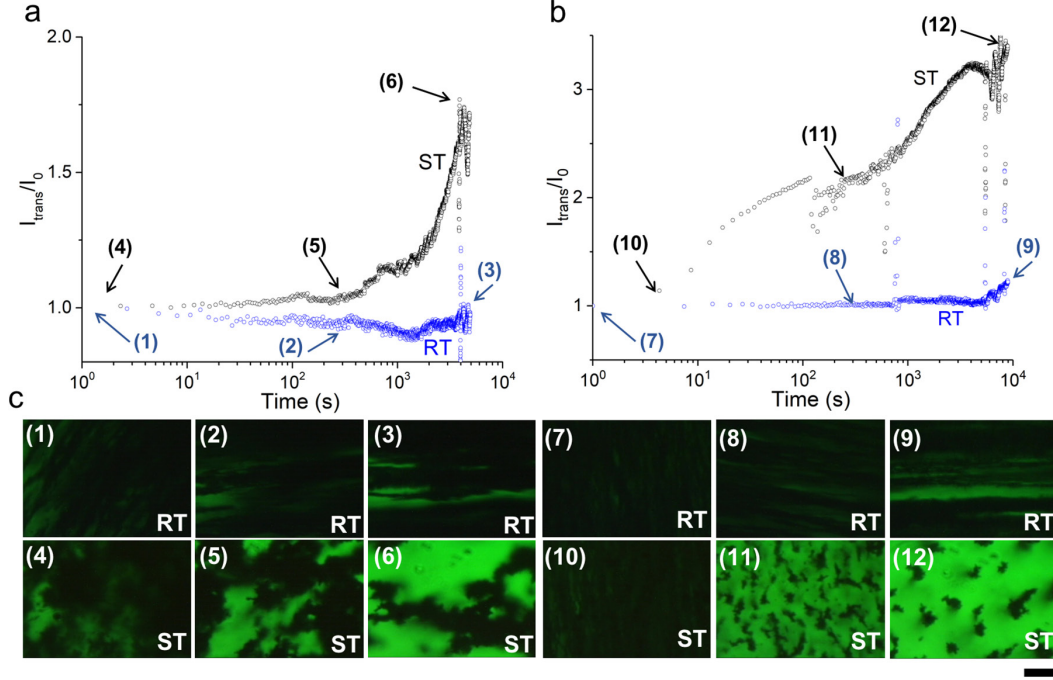 a
b
2.0
1.5
1.0
I_trans/I_0
(6)
ST
(4)
(5)
(3)
(1)
(2)
RT
10^0 10^1 10^2 10^3 10^4
Time (s)
3
2
1
I_trans/I_0
(12)
ST
(11)
(10)
(8)
(9)
(7)
RT
10^0 10^1 10^2 10^3 10^4
Time (s)
c
(1) RT (2) RT (3) RT (7) RT (8) RT (9) RT
(4) ST (5) ST (6) ST (10) ST (11) ST (12) ST